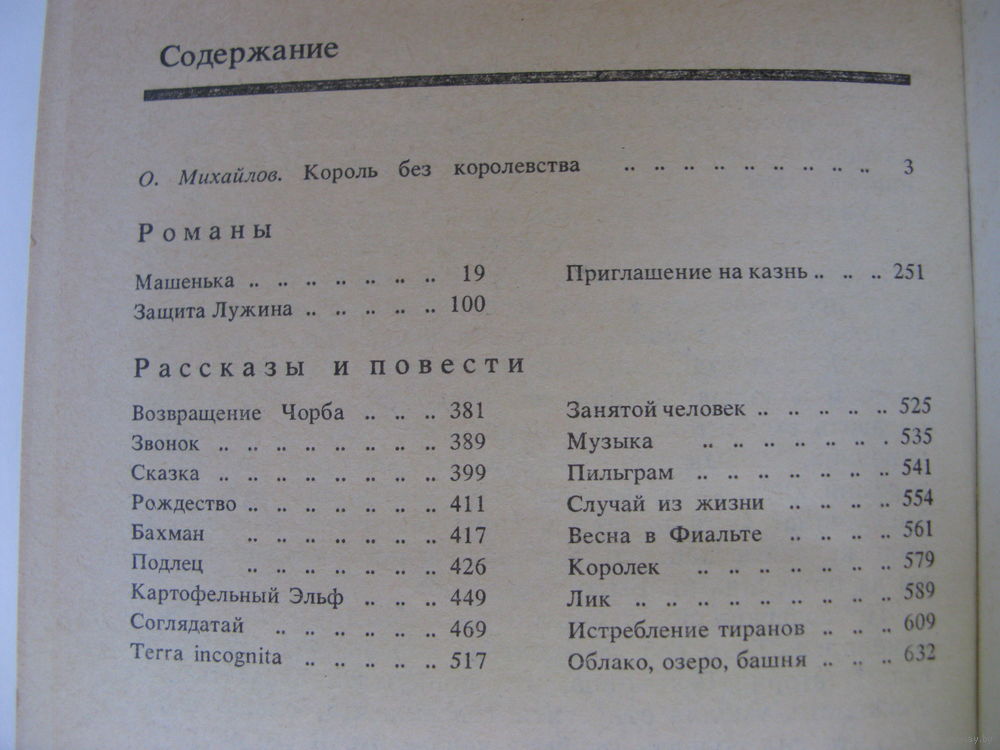 Содержание
О. Михайлов. Король без королевства .. .. .. .. .. .. .. .. .. 3
Романы
Машенька .. .. .. .. .. .. .. 19
Защита Лужина .. .. .. .. .. 100
Приглашение на казнь .. .. .. 251
Рассказы и повести
Возвращение Чорба .. .. .. 381
Звонок .. .. .. .. .. .. .. .. 389
Сказка .. .. .. .. .. .. .. .. 399
Рождество .. .. .. .. .. .. .. 411
Бахман .. .. .. .. .. .. .. 417
Подлец .. .. .. .. .. .. .. 426
Картофельный Эльф .. .. .. 449
Соглядатай .. .. .. .. .. .. 469
Terra incognita .. .. .. .. .. 517
Занятой человек .. .. .. .. .. 525
Музыка .. .. .. .. .. .. . 535
Пильграм .. .. .. .. .. .. .. 541
Случай из жизни .. .. .. .. 554
Весна в Фиальте .. .. .. .. 561
Королек .. .. .. .. .. .. .. 579
Лик .. .. .. .. .. .. .. .. .. 589
Истребление тиранов .. .. .. 609
Облако, озеро, башня .. .. .. 632